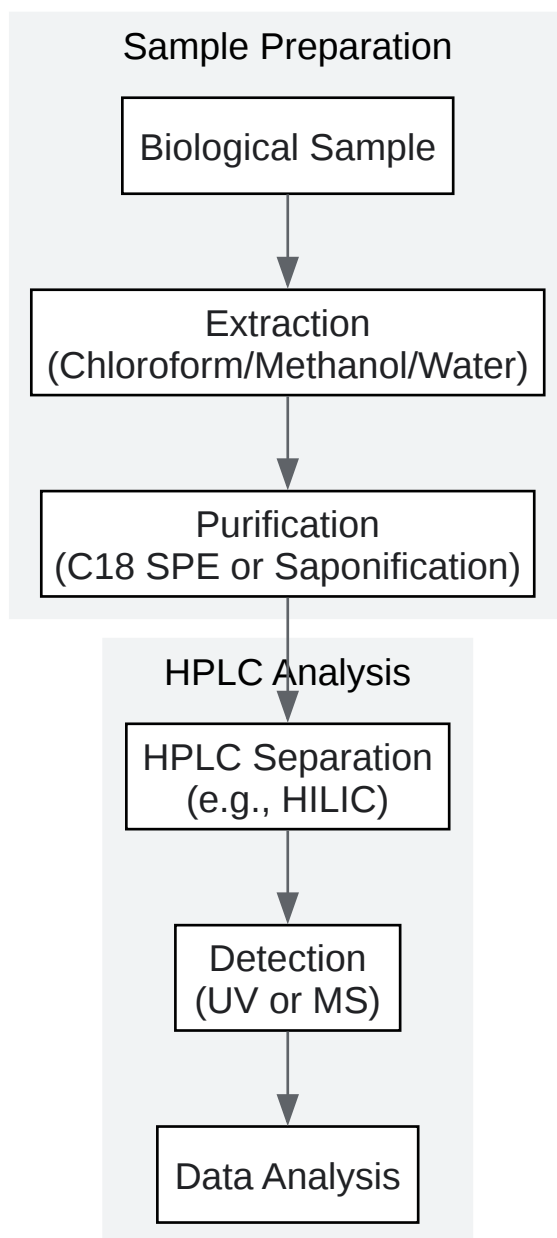 Sample Preparation
Biological Sample
Extraction
(Chloroform/Methanol/Water)
Purification
(C18 SPE or Saponification)
HPLC Analysis
HPLC Separation
(e.g., HILIC)
Detection
(UV or MS)
Data Analysis